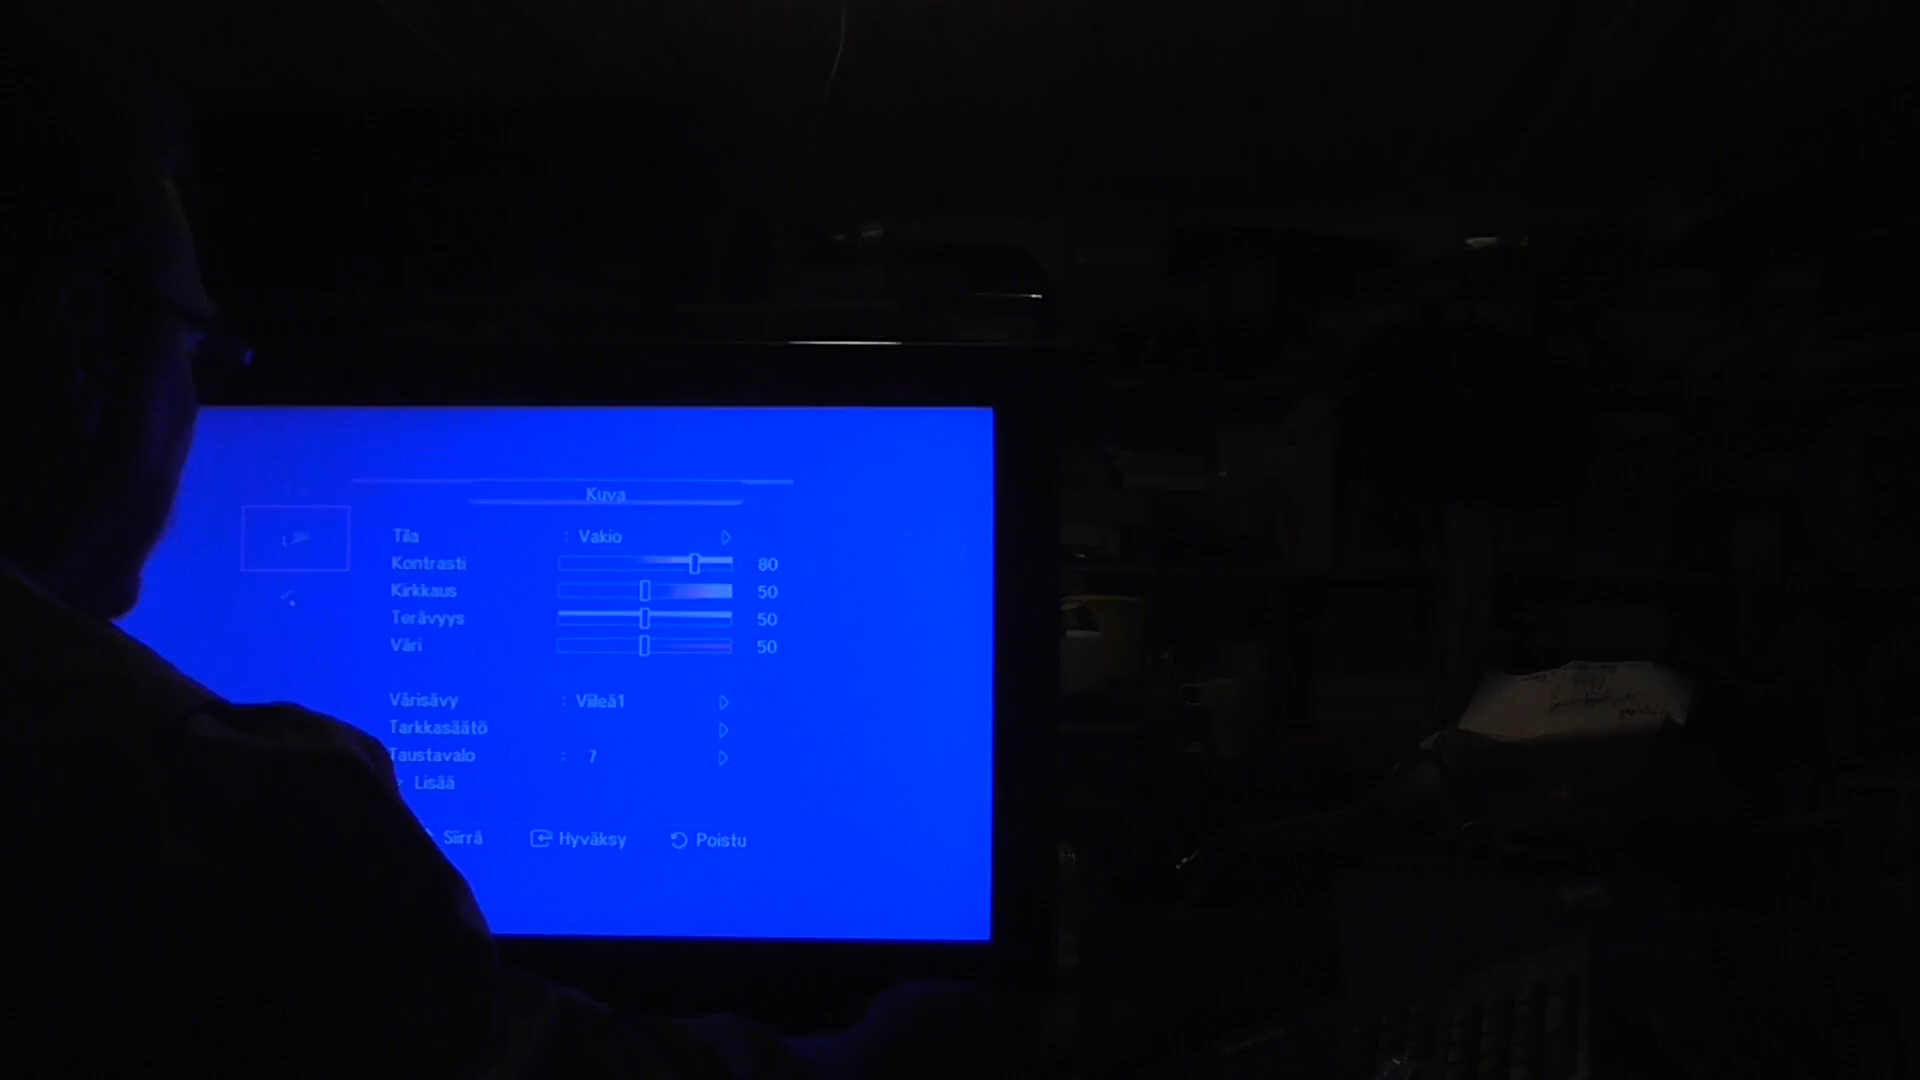 Kuva
Tila : Vakio
Kontrasti 80
Kirkkaus 50
Terävyys 50
Väri 50
Värisävy : Viileä1
Tarkkasäätö
Taustavalo : 7
Lisää
Siirrä Hyväksy Poistu